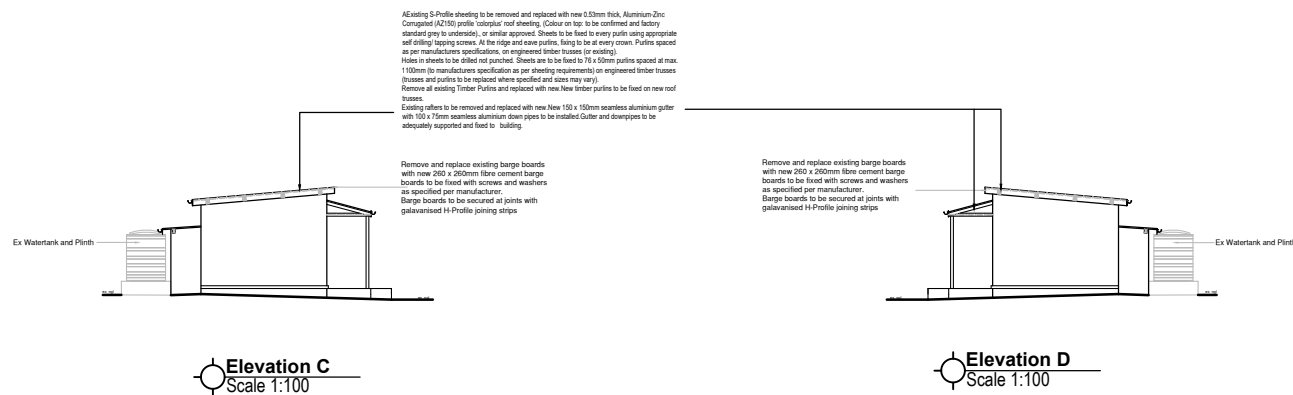 AExisting S-Profile sheeting to be removed and replaced with new 0.53mm thick, Aluminium-Zinc
Corrugated (AZ150) profile 'colorplus' roof sheeting, (Colour on top: to be confirmed and factory
standard grey to underside)., or similar approved. Sheets to be fixed to every purlin using appropriate
self drilling/ tapping screws. At the ridge and eave purlins, fixing to be at every crown. Purlins spaced
as per manufacturers specifications, on engineered timber trusses (or existing).
Holes in sheets to be drilled not punched. Sheets are to be fixed to 76 x 50mm purlins spaced at max.
1100mm (to manufacturers specification as per sheeting requirements) on engineered timber trusses
(trusses and purlins to be replaced where specified and sizes may vary).
Remove all existing Timber Purlins and replaced with new.New timber purlins to be fixed on new roof
trusses.
Existing rafters to be removed and replaced with new.New 150 x 150mm seamless aluminium gutter
with 100 x 75mm seamless aluminium down pipes to be installed.Gutter and downpipes to be
adequately supported and fixed to building.
Remove and replace existing barge boards
with new 260 x 260mm fibre cement barge
boards to be fixed with screws and washers
as specified per manufacturer.
Barge boards to be secured at joints with
galavanised H-Profile joining strips
Ex Watertank and Plinth
Remove and replace existing barge boards
with new 260 x 260mm fibre cement barge
boards to be fixed with screws and washers
as specified per manufacturer.
Barge boards to be secured at joints with
galavanised H-Profile joining strips
Ex Watertank and Plint
Elevation C
Scale 1:100
Elevation D
Scale 1:100